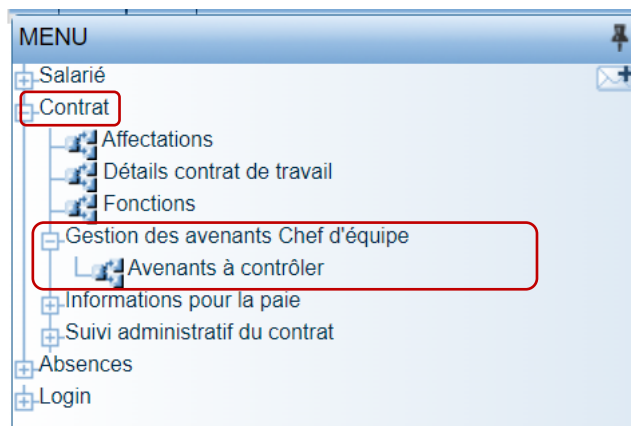 MENU
Salarié
Contrat
Affectations
Détails contrat de travail
Fonctions
Gestion des avenants Chef d'équipe
Avenants à contrôler
Informations pour la paie
Suivi administratif du contrat
Absences
Login